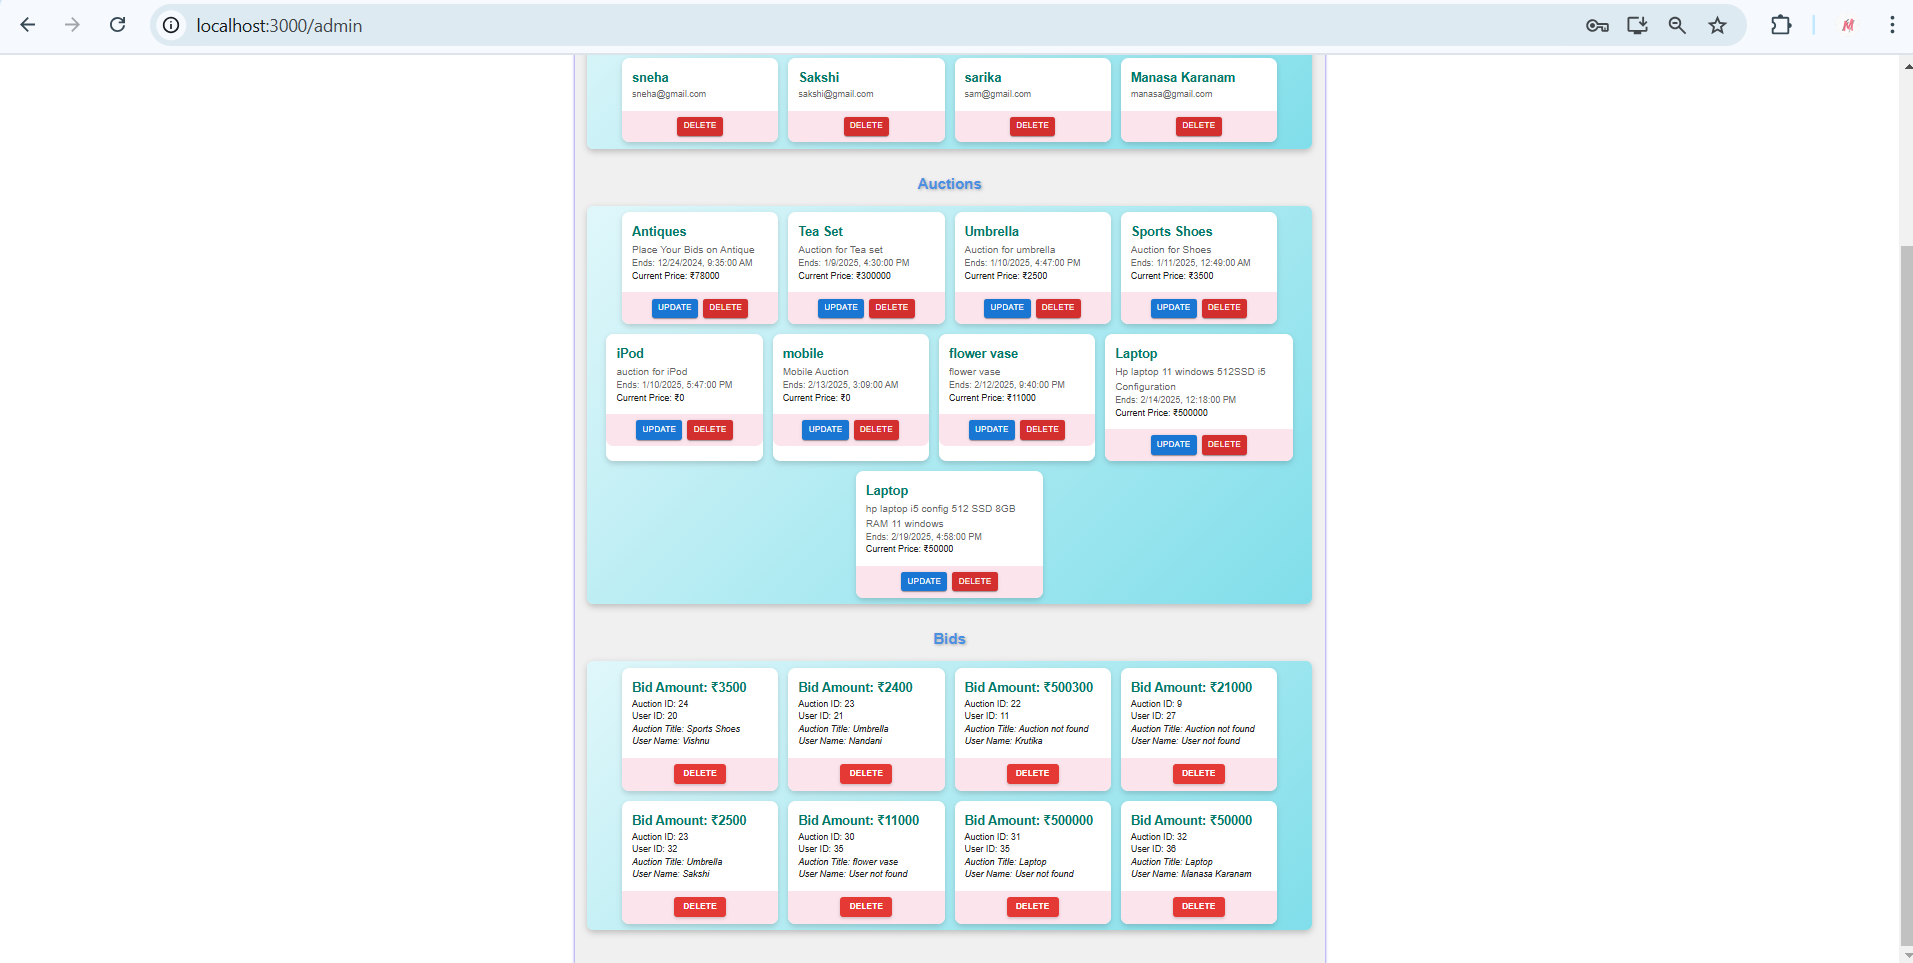 localhost:3000/admin
sneha
sneha@gmail.com
DELETE
Sakshi
sakshi@gmail.com
DELETE
sarika
sam@gmail.com
DELETE
Manasa Karanam
manasa@gmail.com
DELETE
Auctions
Antiques
Place Your Bids on Antique
Ends: 12/24/2024, 9:35:00 AM
Current Price: ₹78000
UPDATE DELETE
Tea Set
Auction for Tea set
Ends: 1/9/2025, 4:30:00 PM
Current Price: ₹300000
UPDATE DELETE
Umbrella
Auction for umbrella
Ends: 1/10/2025, 4:47:00 PM
Current Price: ₹2500
UPDATE DELETE
Sports Shoes
Auction for Shoes
Ends: 1/11/2025, 12:49:00 AM
Current Price: ₹3500
UPDATE DELETE
iPod
auction for iPod
Ends: 1/10/2025, 5:47:00 PM
Current Price: ₹0
UPDATE DELETE
mobile
Mobile Auction
Ends: 2/13/2025, 3:09:00 AM
Current Price: ₹0
UPDATE DELETE
flower vase
flower vase
Ends: 2/12/2025, 9:40:00 PM
Current Price: ₹11000
UPDATE DELETE
Laptop
Hp laptop 11 windows 512SSD i5
Configuration
Ends: 2/14/2025, 12:18:00 PM
Current Price: ₹500000
UPDATE DELETE
Laptop
hp laptop i5 config 512 SSD 8GB
RAM 11 windows
Ends: 2/19/2025, 4:58:00 PM
Current Price: ₹50000
UPDATE DELETE
Bids
Bid Amount: ₹3500
Auction ID: 24
User ID: 20
Auction Title: Sports Shoes
User Name: Vishnu
DELETE
Bid Amount: ₹2400
Auction ID: 23
User ID: 21
Auction Title: Umbrella
User Name: Nandani
DELETE
Bid Amount: ₹500300
Auction ID: 22
User ID: 11
Auction Title: Auction not found
User Name: Krutika
DELETE
Bid Amount: ₹21000
Auction ID: 9
User ID: 27
Auction Title: Auction not found
User Name: User not found
DELETE
Bid Amount: ₹2500
Auction ID: 23
User ID: 32
Auction Title: Umbrella
User Name: Sakshi
DELETE
Bid Amount: ₹11000
Auction ID: 30
User ID: 35
Auction Title: flower vase
User Name: User not found
DELETE
Bid Amount: ₹500000
Auction ID: 31
User ID: 35
Auction Title: Laptop
User Name: User not found
DELETE
Bid Amount: ₹50000
Auction ID: 32
User ID: 36
Auction Title: Laptop
User Name: Manasa Karanam
DELETE